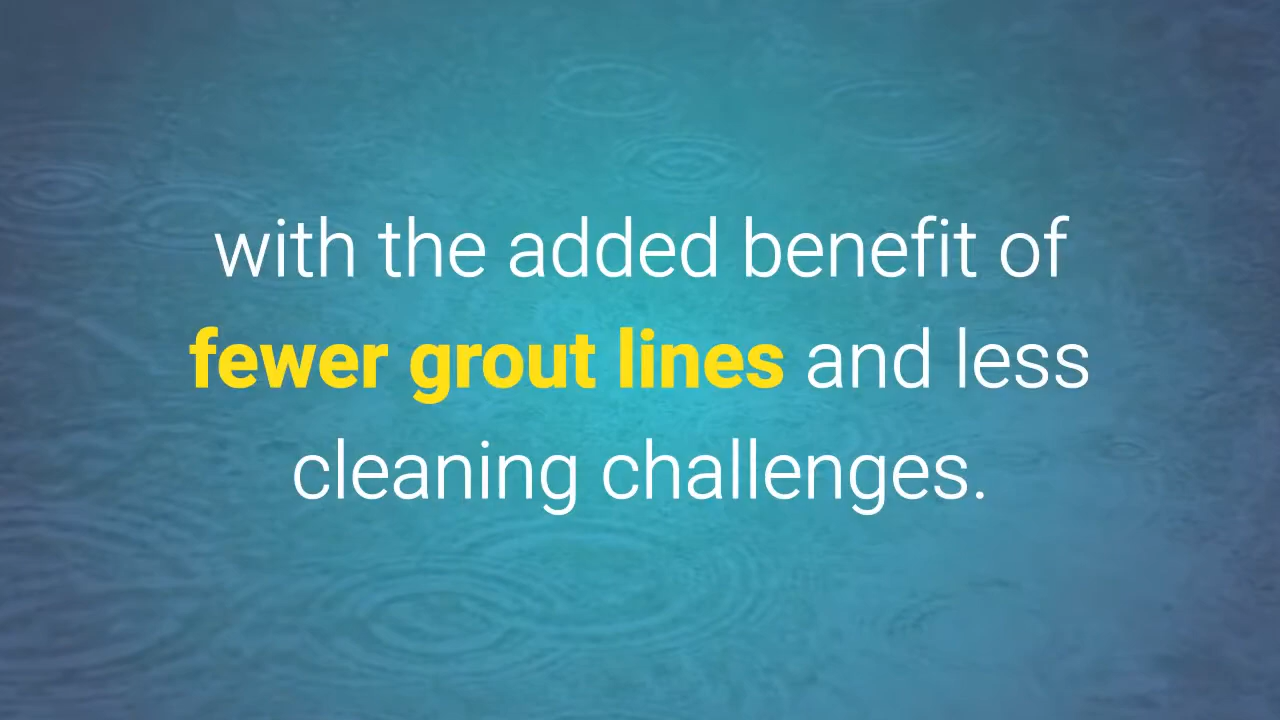 with the added benefit of
fewer grout lines and less
cleaning challenges.